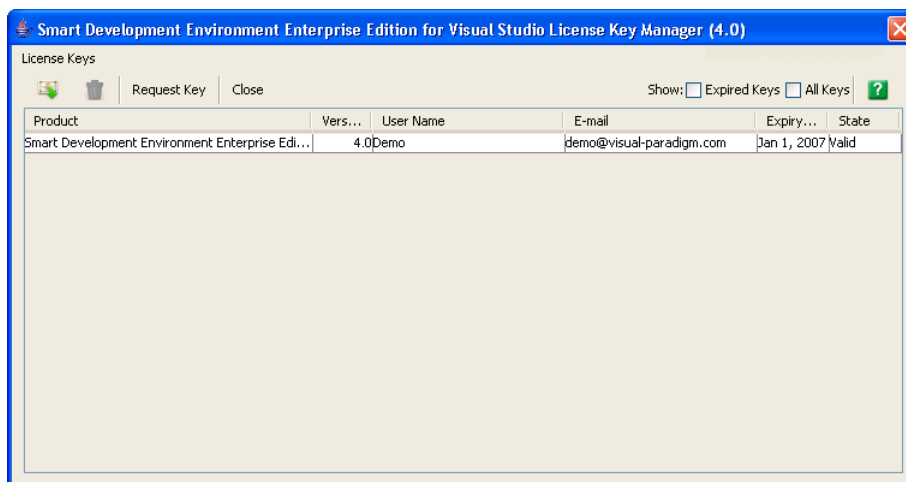 Smart Development Environment Enterprise Edition for Visual Studio License Key Manager (4.0)
License Keys
Request Key Close Show: Expired Keys All Keys ?
Product Vers... User Name E-mail Expiry... State
Smart Development Environment Enterprise Edi... 4.0 Demo demo@visual-paradigm.com Jan 1, 2007 Valid